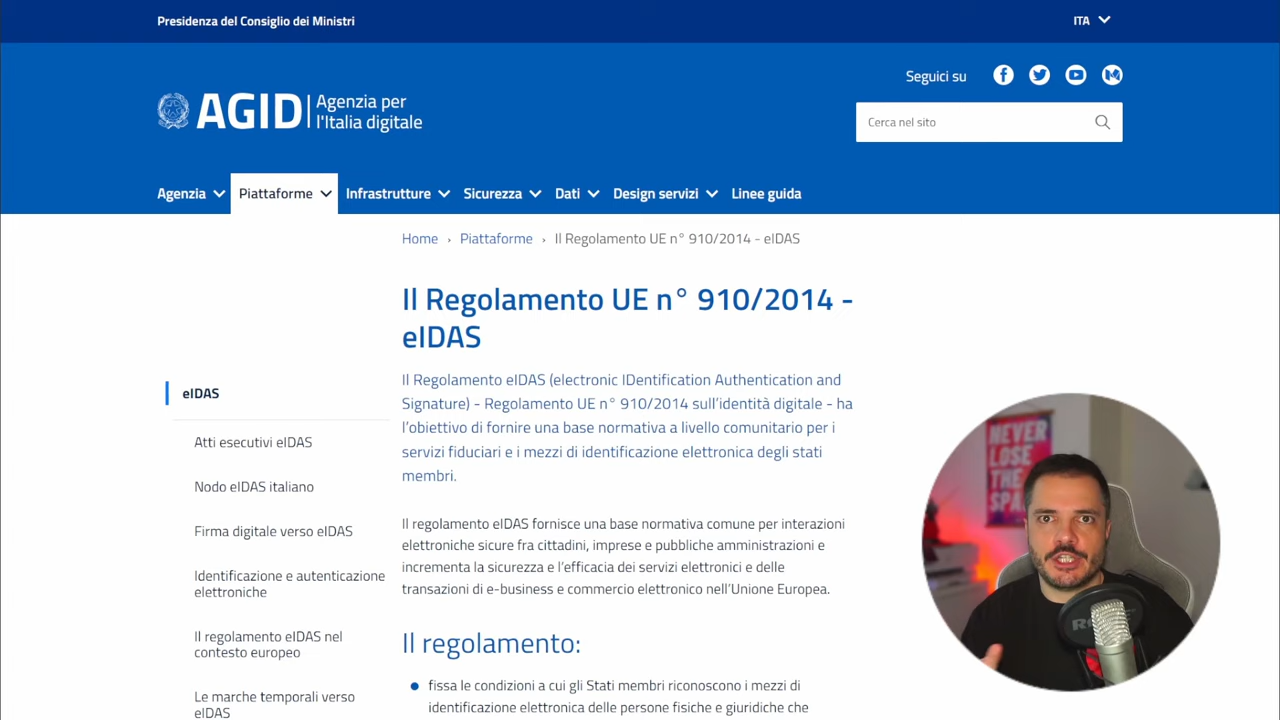 Presidenza del Consiglio dei Ministri
ITA
Seguici su
AGID
Agenzia per
l'Italia digitale
Cerca nel sito
Agenzia
Piattaforme
Infrastrutture
Sicurezza
Dati
Design servizi
Linee guida
Home › Piattaforme › Il Regolamento UE n° 910/2014 - eIDAS
Il Regolamento UE n° 910/2014 -
eIDAS
Il Regolamento eIDAS (electronic IDentification Authentication and
Signature) - Regolamento UE n° 910/2014 sull'identità digitale - ha
l'obiettivo di fornire una base normativa a livello comunitario per i
servizi fiduciari e i mezzi di identificazione elettronica degli stati
membri.
Il regolamento eIDAS fornisce una base normativa comune per interazioni
elettroniche sicure fra cittadini, imprese e pubbliche amministrazioni e
incrementa la sicurezza e l'efficacia dei servizi elettronici e delle
transazioni di e-business e commercio elettronico nell'Unione Europea.
Il regolamento:
fissa le condizioni a cui gli Stati membri riconoscono i mezzi di
identificazione elettronica delle persone fisiche e giuridiche che
eIDAS
Atti esecutivi eIDAS
Nodo eIDAS italiano
Firma digitale verso eIDAS
Identificazione e autenticazione
elettroniche
Il regolamento eIDAS nel
contesto europeo
Le marche temporali verso
eIDAS
NEVER
LOSE
THE